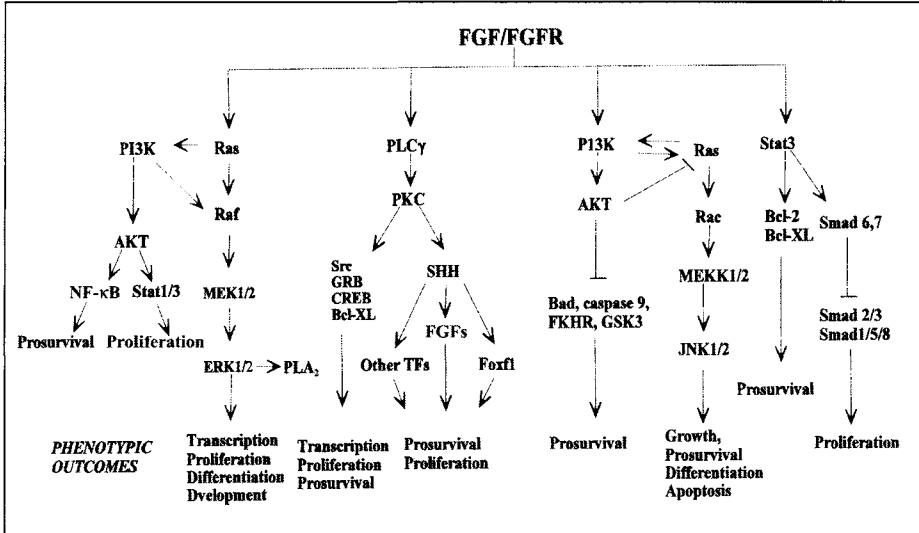 FGF/FGFR
PI3K
Ras
PLCγ
P13K
Ras
Stat3
Raf
PKC
AKT
Rac
Bcl-2
Bcl-XL
Smad 6,7
AKT
NF-κB
Stat1/3
MEK1/2
Src
GRB
CREB
Bcl-XL
SHH
MEKK1/2
Bad, caspase 9,
FKHR, GSK3
Smad 2/3
Smad1/5/8
Prosurvival
Proliferation
FGFs
ERK1/2
PLA₂
Other TFs
Foxf1
JNK1/2
Prosurvival
PHENOTYPIC
OUTCOMES
Transcription
Proliferation
Differentiation
Dvelopment
Transcription
Proliferation
Prosurvival
Prosurvival
Proliferation
Prosurvival
Growth,
Prosurvival
Differentiation
Apoptosis
Proliferation